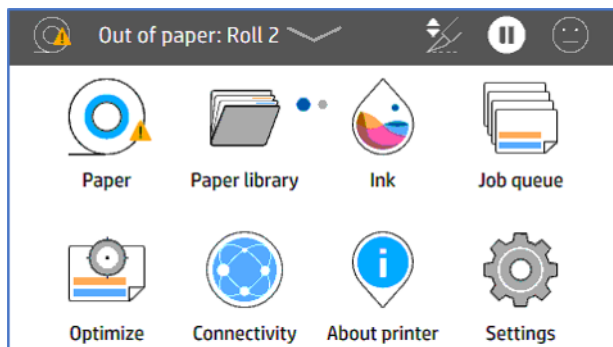 Out of paper: Roll 2
Paper
Paper library
Ink
Job queue
Optimize
Connectivity
About printer
Settings